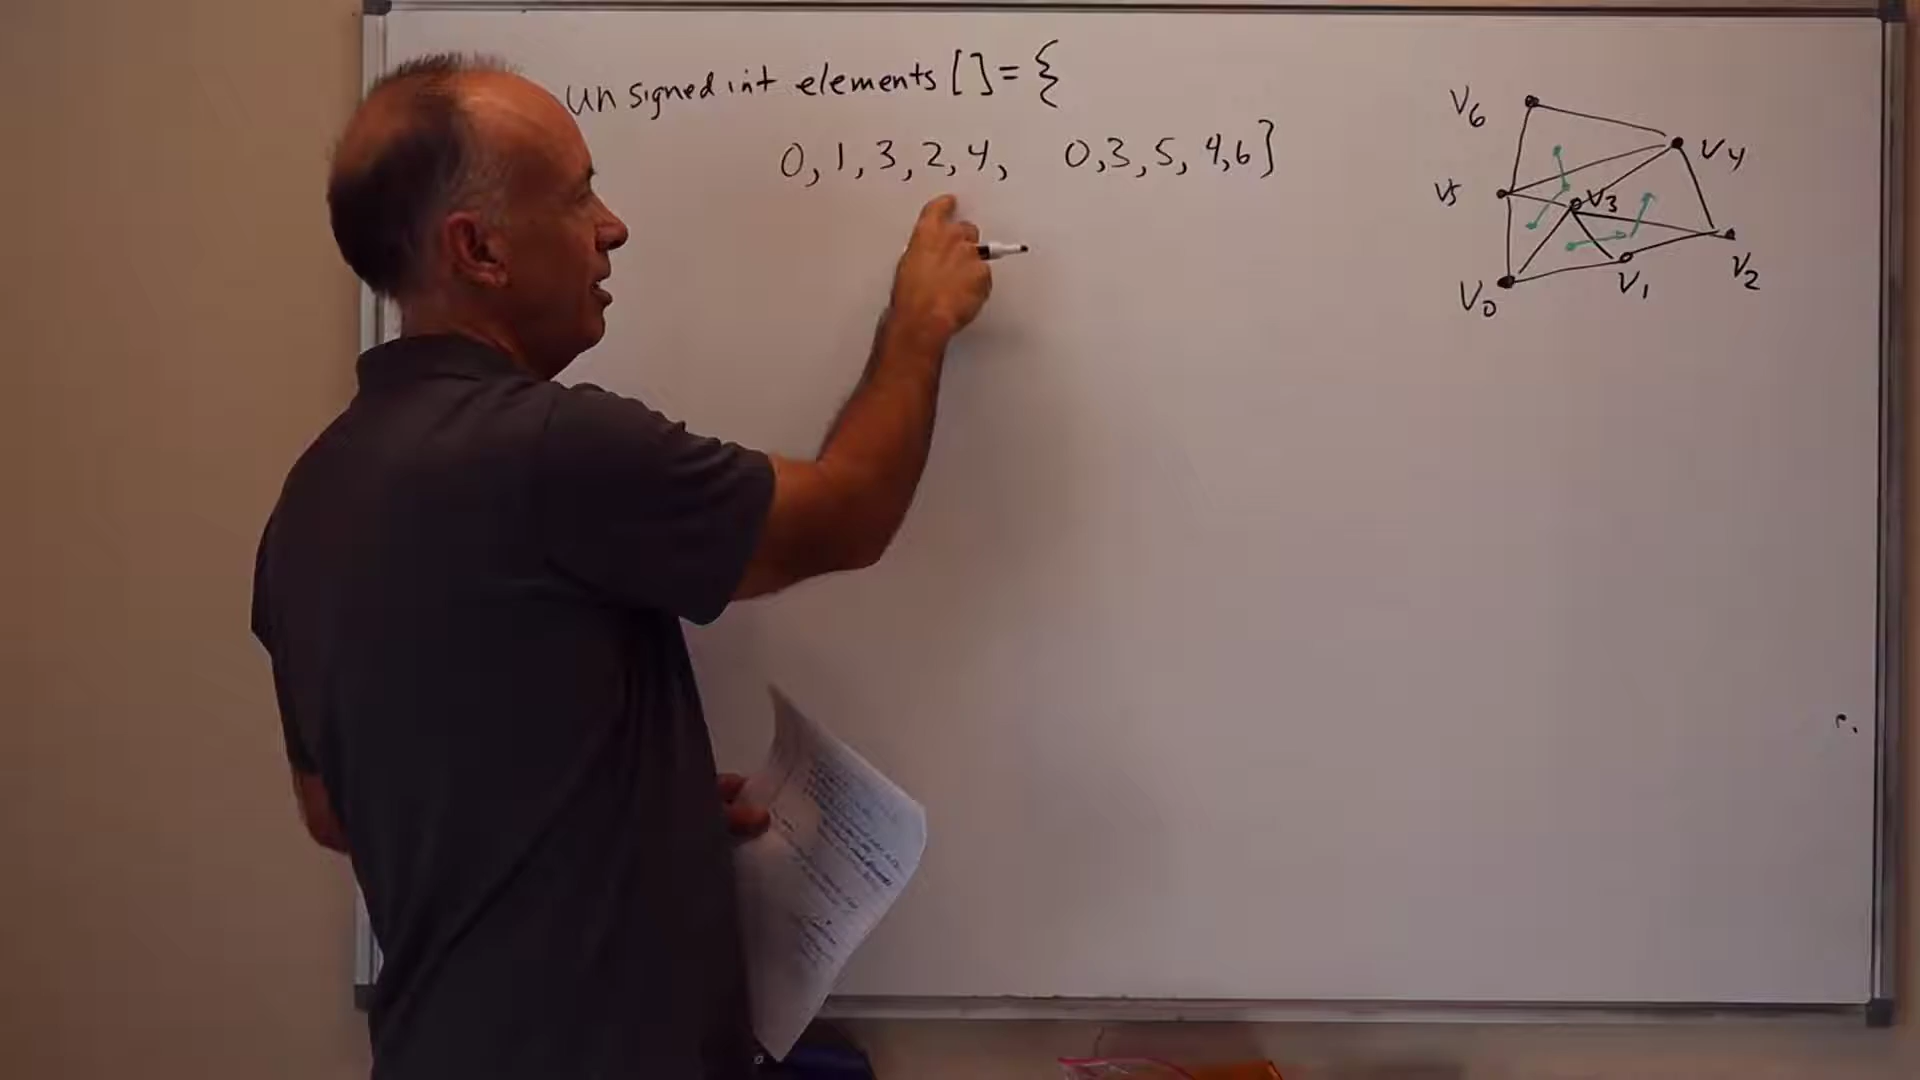 unsigned int elements [] = {
0, 1, 3, 2, 4, 0, 3, 5, 4, 6}
V6
V4
V5
V3
V2
V1
V0